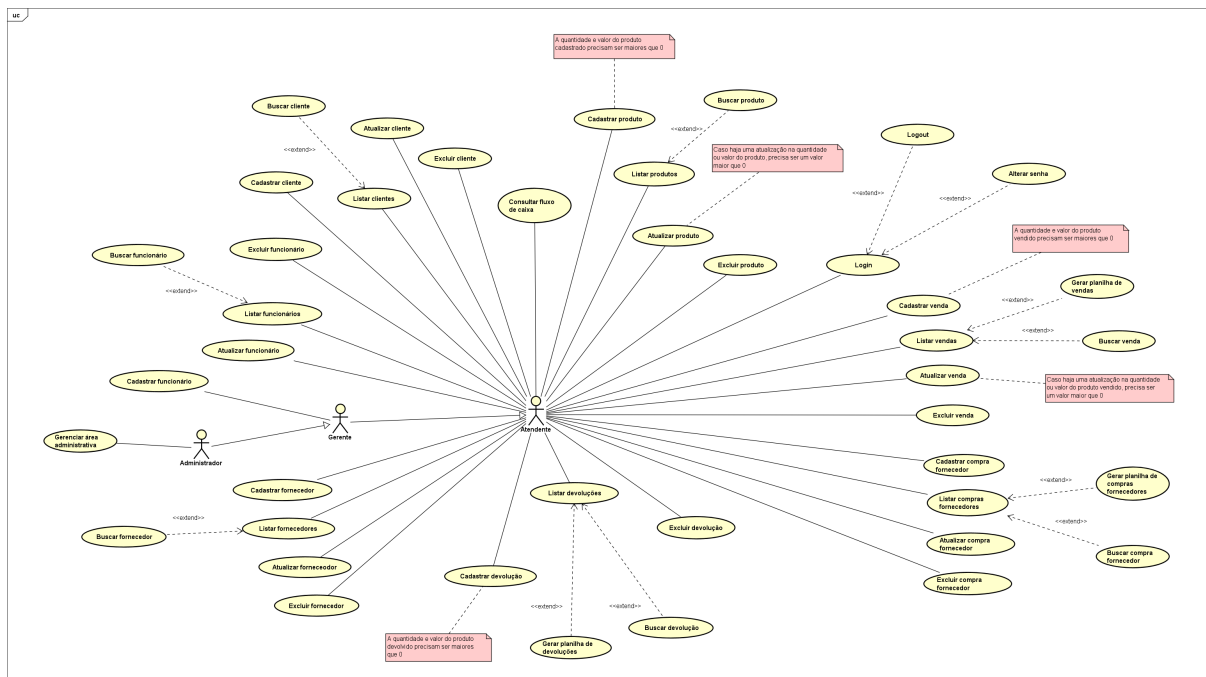 uc
A quantidade e valor do produto
cadastrado precisam ser maiores que 0
Buscar cliente
Buscar produto
Atualizar cliente
Cadastrar produto
<<extend>>
Logout
<<extend>>
Excluir cliente
Caso haja uma atualização na quantidade
ou valor do produto, precisa ser um valor
maior que 0
Listar produtos
Alterar senha
Cadastrar cliente
Listar clientes
Consultar fluxo
de caixa
<<extend>>
<<extend>>
Atualizar produto
A quantidade e valor do produto
vendido precisam ser maiores que 0
Excluir funcionário
Buscar funcionário
Excluir produto
Login
<<extend>>
Gerar planilha de
vendas
<<extend>>
Cadastrar venda
Listar funcionários
<<extend>>
Listar vendas
Buscar venda
Atualizar funcionário
Cadastrar funcionário
Atualizar venda
Caso haja uma atualização na quantidade
ou valor do produto vendido, precisa ser
um valor maior que 0
Excluir venda
Atendente
Gerente
Gerenciar área
administrativa
Administrador
Cadastrar compra
fornecedor
Cadastrar fornecedor
Listar devoluções
<<extend>>
Gerar planilha de
compras
fornecedores
Listar compras
fornecedores
<<extend>>
Listar fornecedores
Excluir devolução
<<extend>>
Buscar fornecedor
Atualizar compra
fornecedor
Buscar compra
fornecedor
Atualizar forneceodor
Cadastrar devolução
Excluir compra
fornecedor
Excluir fornecedor
<<extend>>
<<extend>>
Buscar devolução
A quantidade e valor do produto
devolvido precisam ser maiores
que 0
Gerar planilha de
devoluções